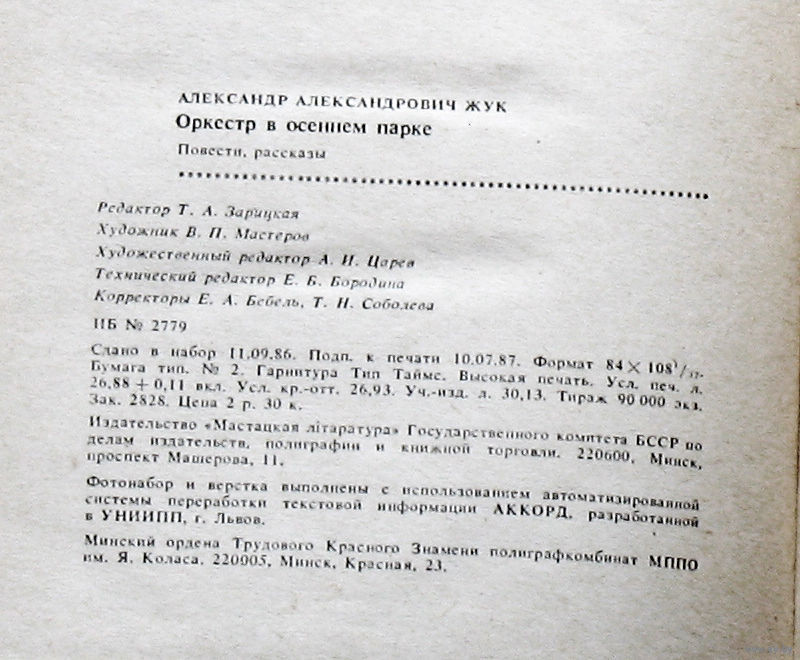 АЛЕКСАНДР АЛЕКСАНДРОВИЧ ЖУК
Оркестр в осеннем парке
Повести, рассказы
Редактор Т. А. Зарицкая
Художник В. П. Мастеров
Художественный редактор А. И. Царев
Технический редактор Е. Б. Бородина
Корректоры Е. А. Бебель, Т. Н. Соболева
ИБ № 2779
Сдано в набор 11.09.86. Подп. к печати 10.07.87. Формат 84×108¹/₃₂.
Бумага тип. № 2. Гарнитура Тип Таймс. Высокая печать. Усл. печ. л.
26,88+0,11 вкл. Усл. кр.-отт. 26,93. Уч.-изд. л. 30,13. Тираж 90 000 экз.
Зак. 2828. Цена 2 р. 30 к.
Издательство «Мастацкая літаратура» Государственного комитета БССР по
делам издательств, полиграфии и книжной торговли. 220600, Минск,
проспект Машерова, 11.
Фотонабор и верстка выполнены с использованием автоматизированной
системы переработки текстовой информации АККОРД, разработанной
в УНИИПП, г. Львов.
Минский ордена Трудового Красного Знамени полиграфкомбинат МППО
им. Я. Коласа. 220005, Минск, Красная, 23.